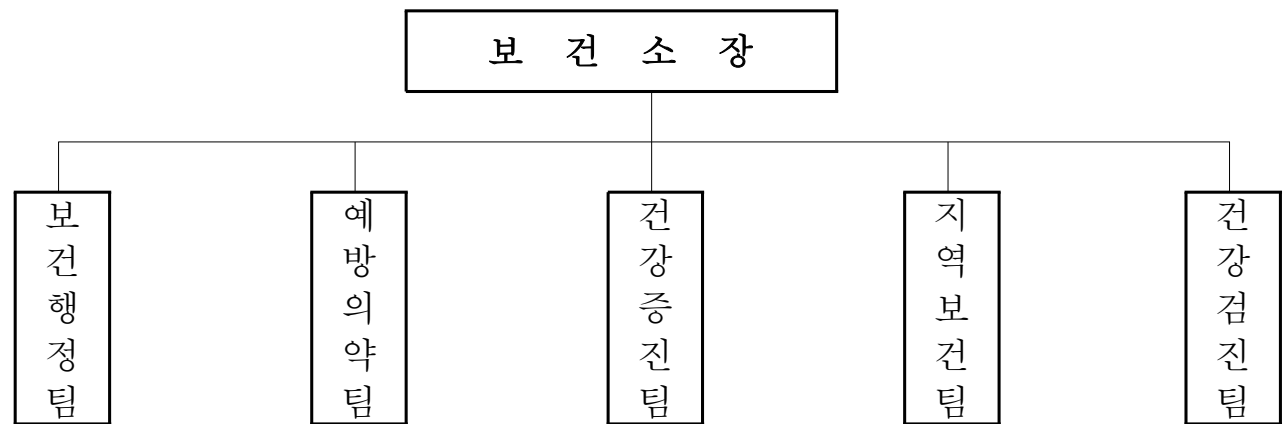 보 건 소 장
보건행정팀
예방의약팀
건강증진팀
지역보건팀
건강검진팀